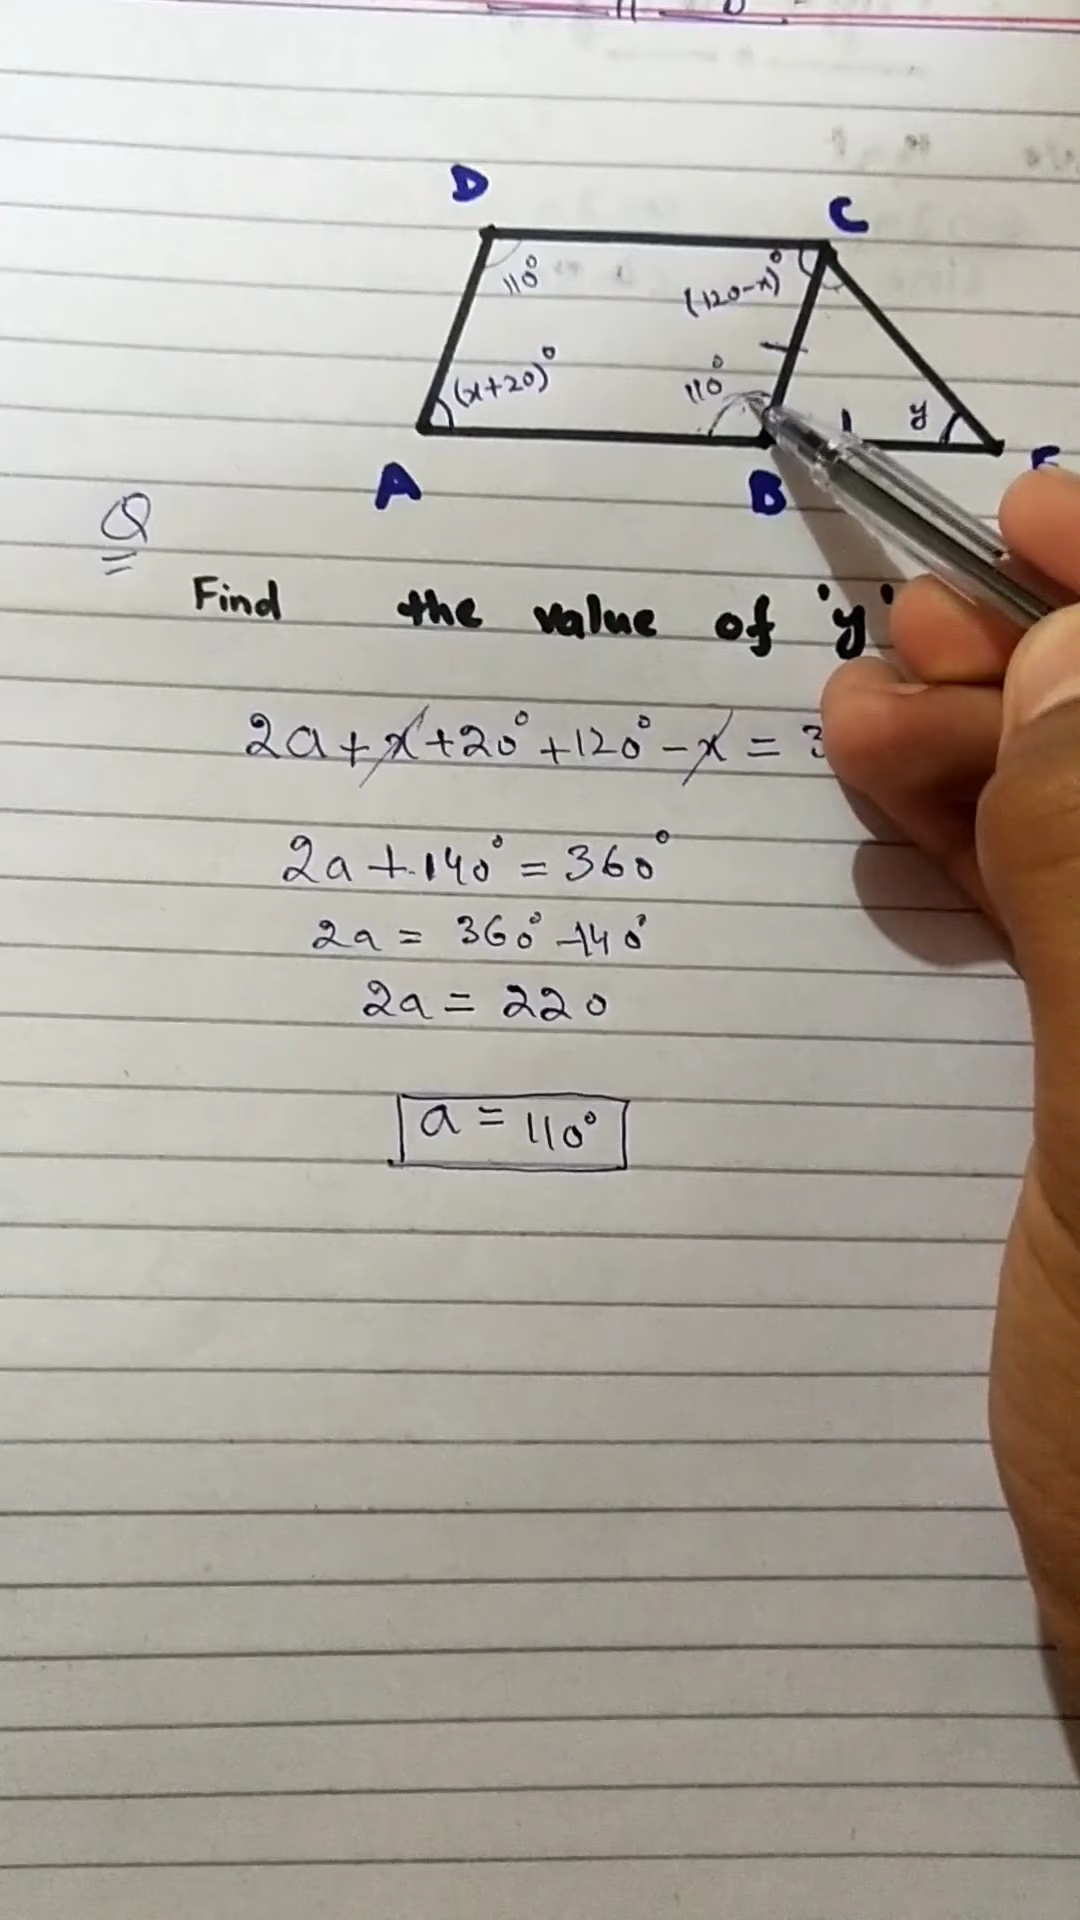 D
C
110°
(120-x)°
(x+20)°
110°
y
A
B
Q
Find the value of 'y'
2a+x+20°+120°-x = 3
2a+140° = 360°
2a = 360°-140°
2a = 220
a = 110°